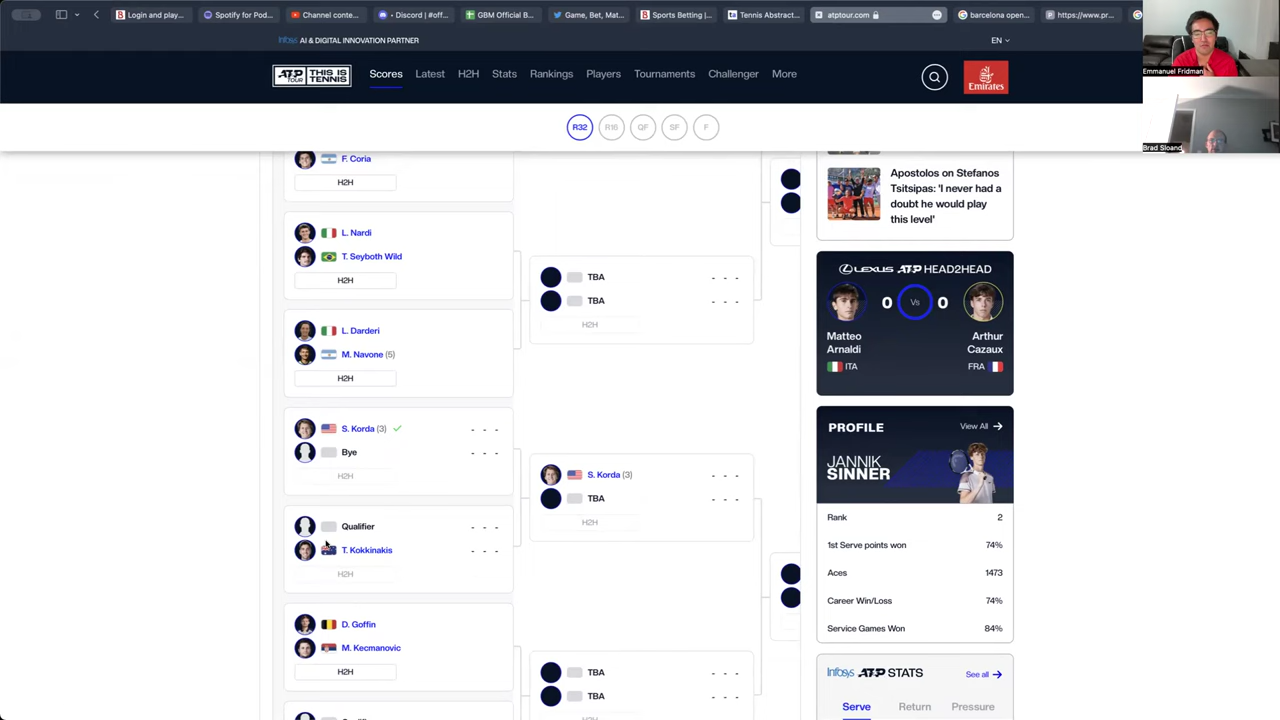 Login and play...
Spotify for Pod...
Channel conte...
Discord | #off...
GBM Official B...
Game, Bet, Mat...
Sports Betting |...
Tennis Abstract...
atptour.com
barcelona open...
https://www.pr...
Infosys AI & DIGITAL INNOVATION PARTNER
EN
ATP TOUR THIS IS TENNIS
Scores
Latest
H2H
Stats
Rankings
Players
Tournaments
Challenger
More
Emirates
Emmanuel Fridman
Brad Sloand
R32
R16
QF
SF
F
F. Coria
H2H
L. Nardi
T. Seyboth Wild
H2H
L. Darderi
M. Navone (5)
H2H
S. Korda (3) - - -
Bye - - -
H2H
Qualifier - - -
T. Kokkinakis - - -
H2H
D. Goffin
M. Kecmanovic
H2H
TBA - - -
TBA - - -
H2H
S. Korda (3) - - -
TBA - - -
H2H
TBA - - -
TBA - - -
Apostolos on Stefanos
Tsitsipas: 'I never had a
doubt he would play
this level'
LEXUS ATP HEAD2HEAD
0 Vs 0
Matteo
Arnaldi
ITA
Arthur
Cazaux
FRA
PROFILE View All
JANNIK
SINNER
Rank 2
1st Serve points won 74%
Aces 1473
Career Win/Loss 74%
Service Games Won 84%
Infosys ATP STATS See all
Serve Return Pressure